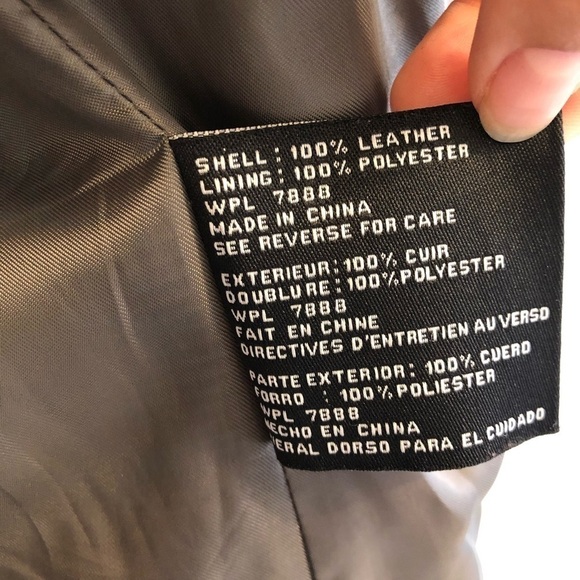 SHELL : 100% LEATHER
LINING: 100% POLYESTER
WPL 7888
MADE IN CHINA
SEE REVERSE FOR CARE
EXTERIEUR: 100% CUIR
DOUBLURE: 100% POLYESTER
WPL 7888
FAIT EN CHINE
DIRECTIVES D'ENTRETIEN AU VERSO
PARTE EXTERIOR: 100% CUERO
FORRO : 100% POLIESTER
WPL 7888
HECHO EN CHINA
DORSO PARA EL CUIDADO